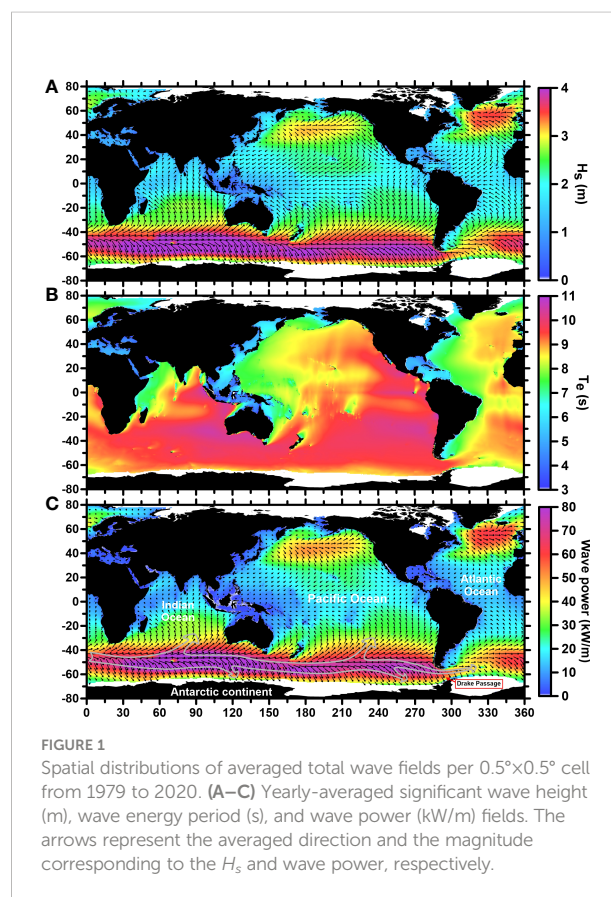 A
80
60
40
20
0
-20
-40
-60
-80
4
3
2
1
0
Hs (m)
B
80
60
40
20
0
-20
-40
-60
-80
11
10
9
8
7
6
5
4
3
Te (s)
C
80
60
40
20
0
-20
-40
-60
-80
Indian
Ocean
Pacific Ocean
Atlantic
Ocean
Antarctic continent
Drake Passage
80
70
60
50
40
30
20
10
0
Wave power (kW/m)
0 30 60 90 120 150 180 210 240 270 300 330 360
FIGURE 1
Spatial distributions of averaged total wave fields per 0.5°×0.5° cell
from 1979 to 2020. (A–C) Yearly-averaged significant wave height
(m), wave energy period (s), and wave power (kW/m) fields. The
arrows represent the averaged direction and the magnitude
corresponding to the Hs and wave power, respectively.